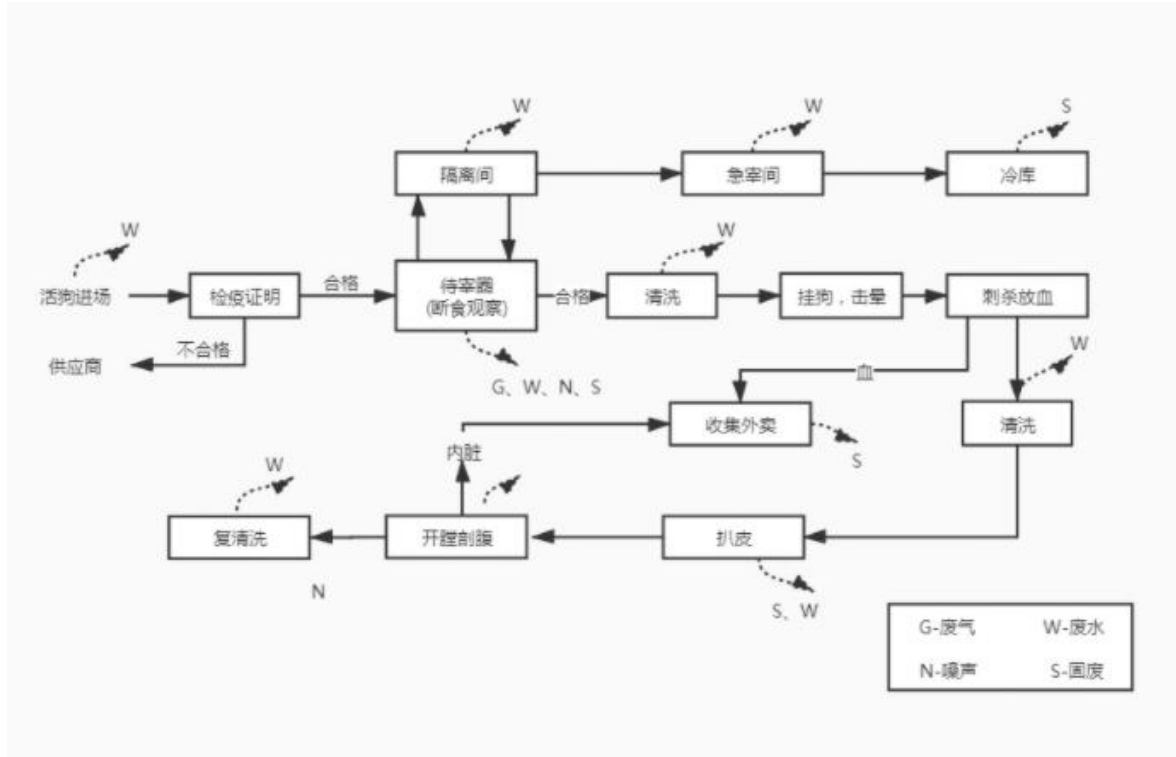 W
W
S
隔离间
急宰间
冷库
W
W
活狗进场
检疫证明
合格
待宰圈
(断食观察)
合格
清洗
挂狗，击晕
刺杀放血
供应商
不合格
G、W、N、S
血
W
收集外卖
清洗
S
内脏
W
复清洗
开膛剖腹
扒皮
N
S、W
G-废气
W-废水
N-噪声
S-固废